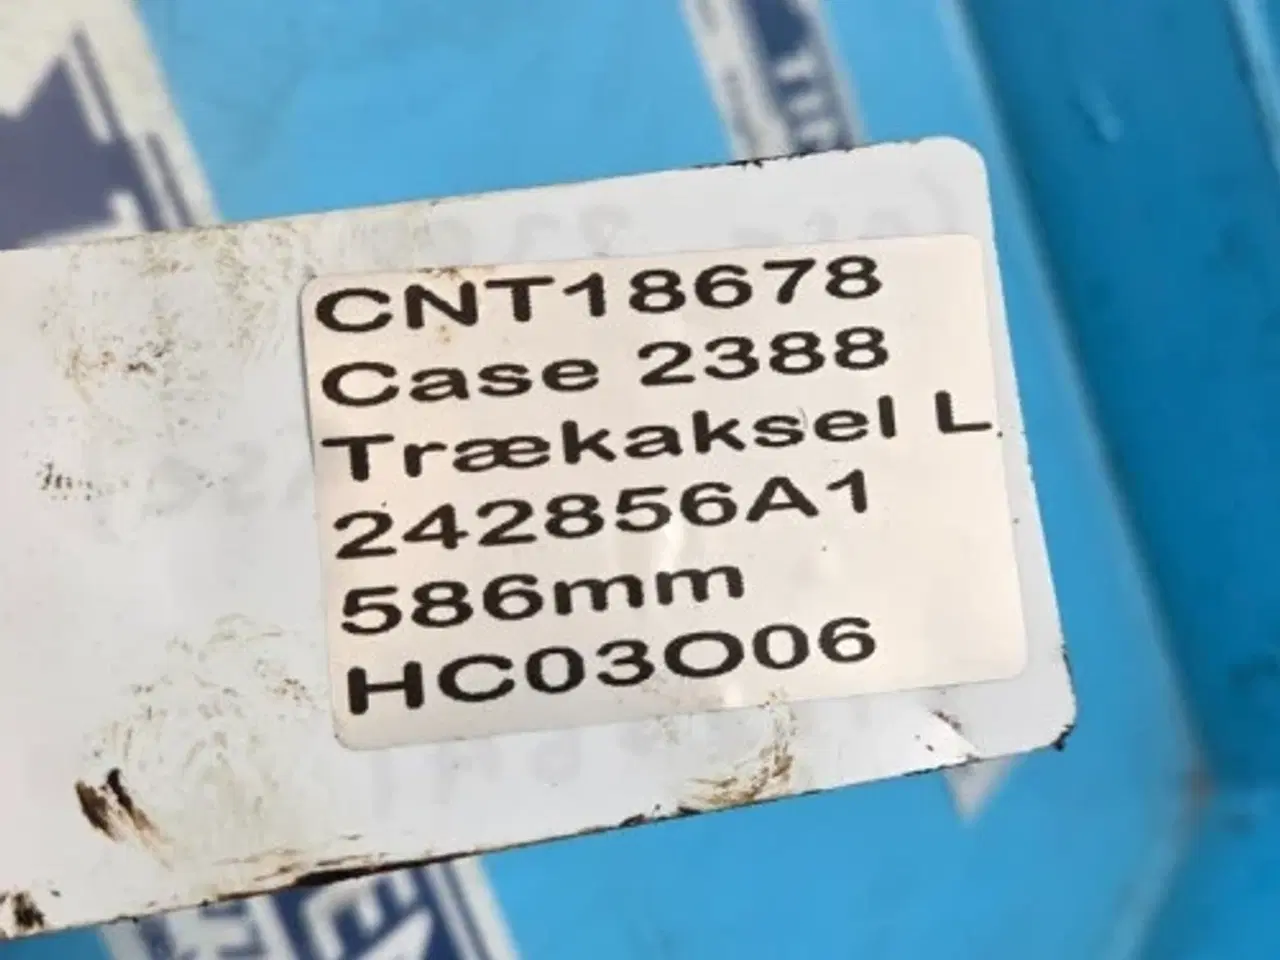 CNT18678
Case 2388
Trækaksel L.
242856A1
586mm
HC03O06